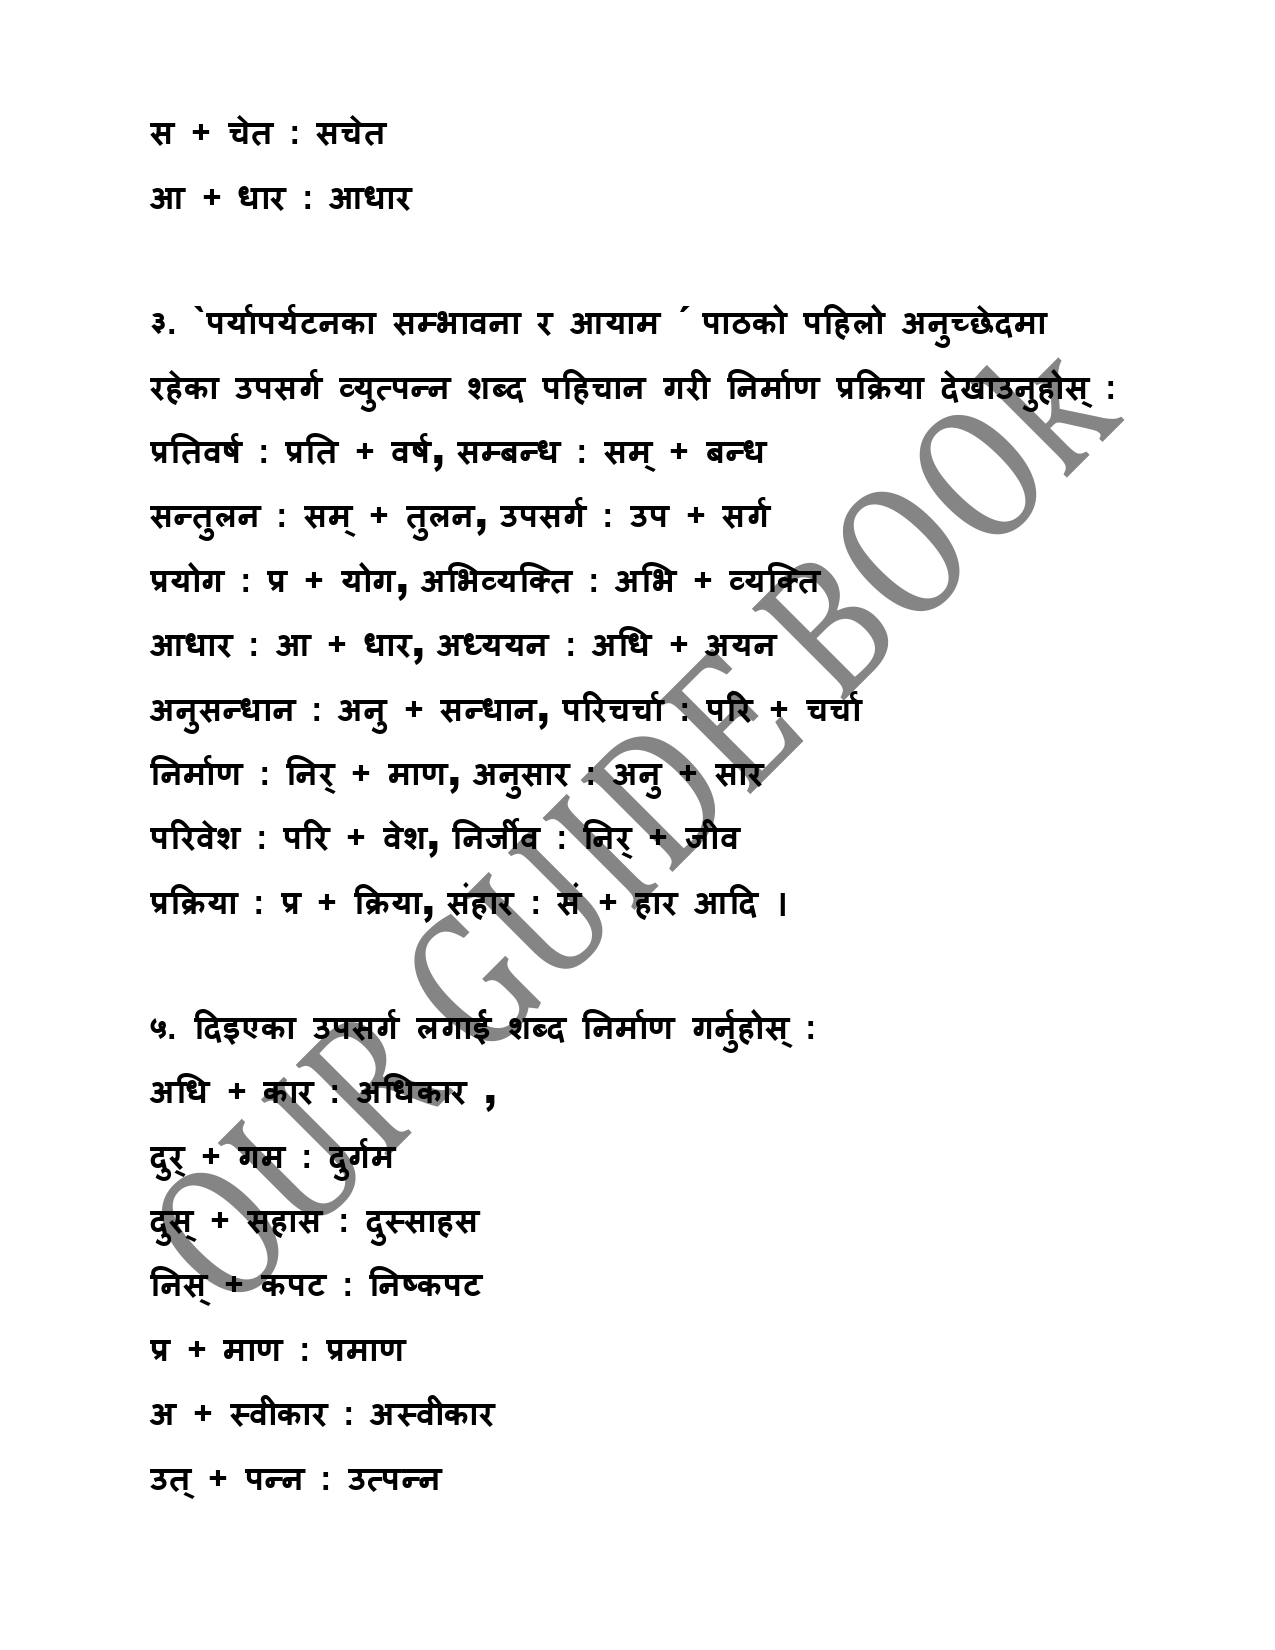 स + चेत : सचेत
आ + धार : आधार
३. `पर्यापर्यटनका सम्भावना र आयाम ´ पाठको पहिलो अनुच्छेदमा
रहेका उपसर्ग व्युत्पन्न शब्द पहिचान गरी निर्माण प्रक्रिया देखाउनुहोस् :
प्रतिवर्ष : प्रति + वर्ष, सम्बन्ध : सम् + बन्ध
सन्तुलन : सम् + तुलन, उपसर्ग : उप + सर्ग
प्रयोग : प्र + योग, अभिव्यक्ति : अभि + व्यक्ति
आधार : आ + धार, अध्ययन : अधि + अयन
अनुसन्धान : अनु + सन्धान, परिचर्चा : परि + चर्चा
निर्माण : निर् + माण, अनुसार : अनु + सार
परिवेश : परि + वेश, निर्जीव : निर् + जीव
प्रक्रिया : प्र + क्रिया, संहार : सं + हार आदि ।
५. दिइएका उपसर्ग लगाई शब्द निर्माण गर्नुहोस् :
अधि + कार : अधिकार ,
दुर् + गम : दुर्गम
दुस् + सहास : दुस्साहस
निस् + कपट : निष्कपट
प्र + माण : प्रमाण
अ + स्वीकार : अस्वीकार
उत् + पन्न : उत्पन्न
OUR GUIDE BOOk